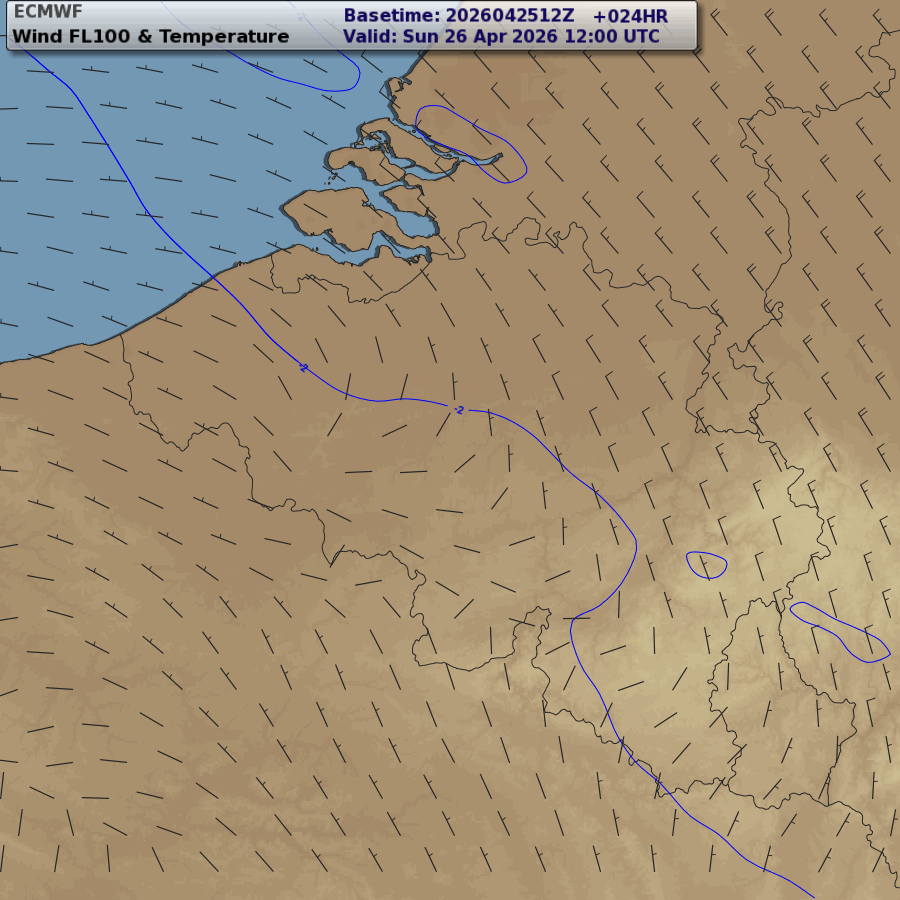 ECMWF
Basetime: 2026042512Z +024HR
Wind FL100 & Temperature
Valid: Sun 26 Apr 2026 12:00 UTC
-2
-2